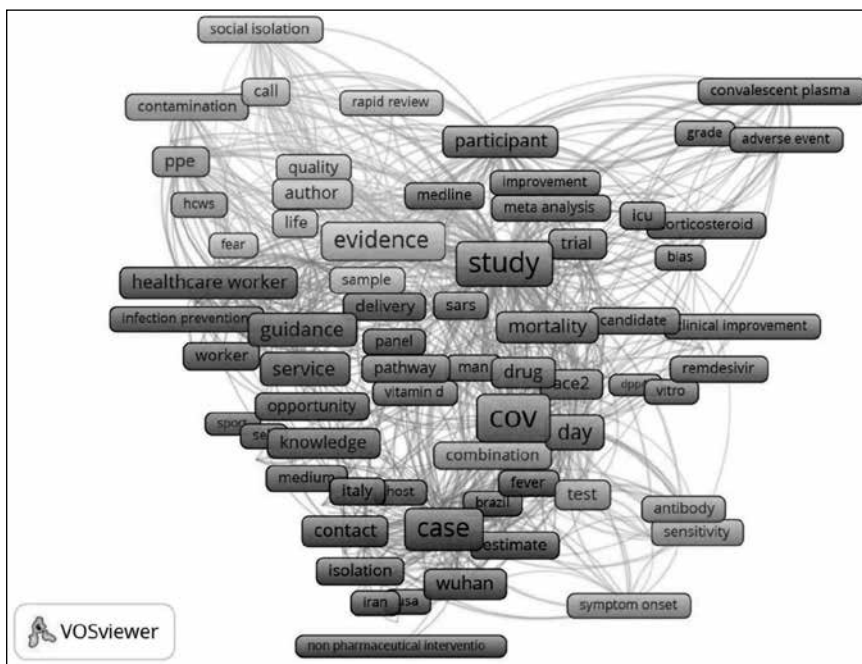 social isolation
call
contamination
rapid review
convalescent plasma
participant
grade
adverse event
ppe
quality
author
medline
improvement
meta analysis
hcws
life
icu
corticosteroid
fear
evidence
study
trial
bias
healthcare worker
sample
delivery
sars
infection prevention
guidance
panel
mortality
candidate
clinical improvement
worker
service
pathway
man
drug
ace2
remdesivir
vitamin d
vitro
sport
opportunity
cov
day
knowledge
combination
medium
italy
host
fever
brazil
test
antibody
sensitivity
contact
case
estimate
isolation
wuhan
iran
usa
symptom onset
non pharmaceutical interventio
VOSviewer